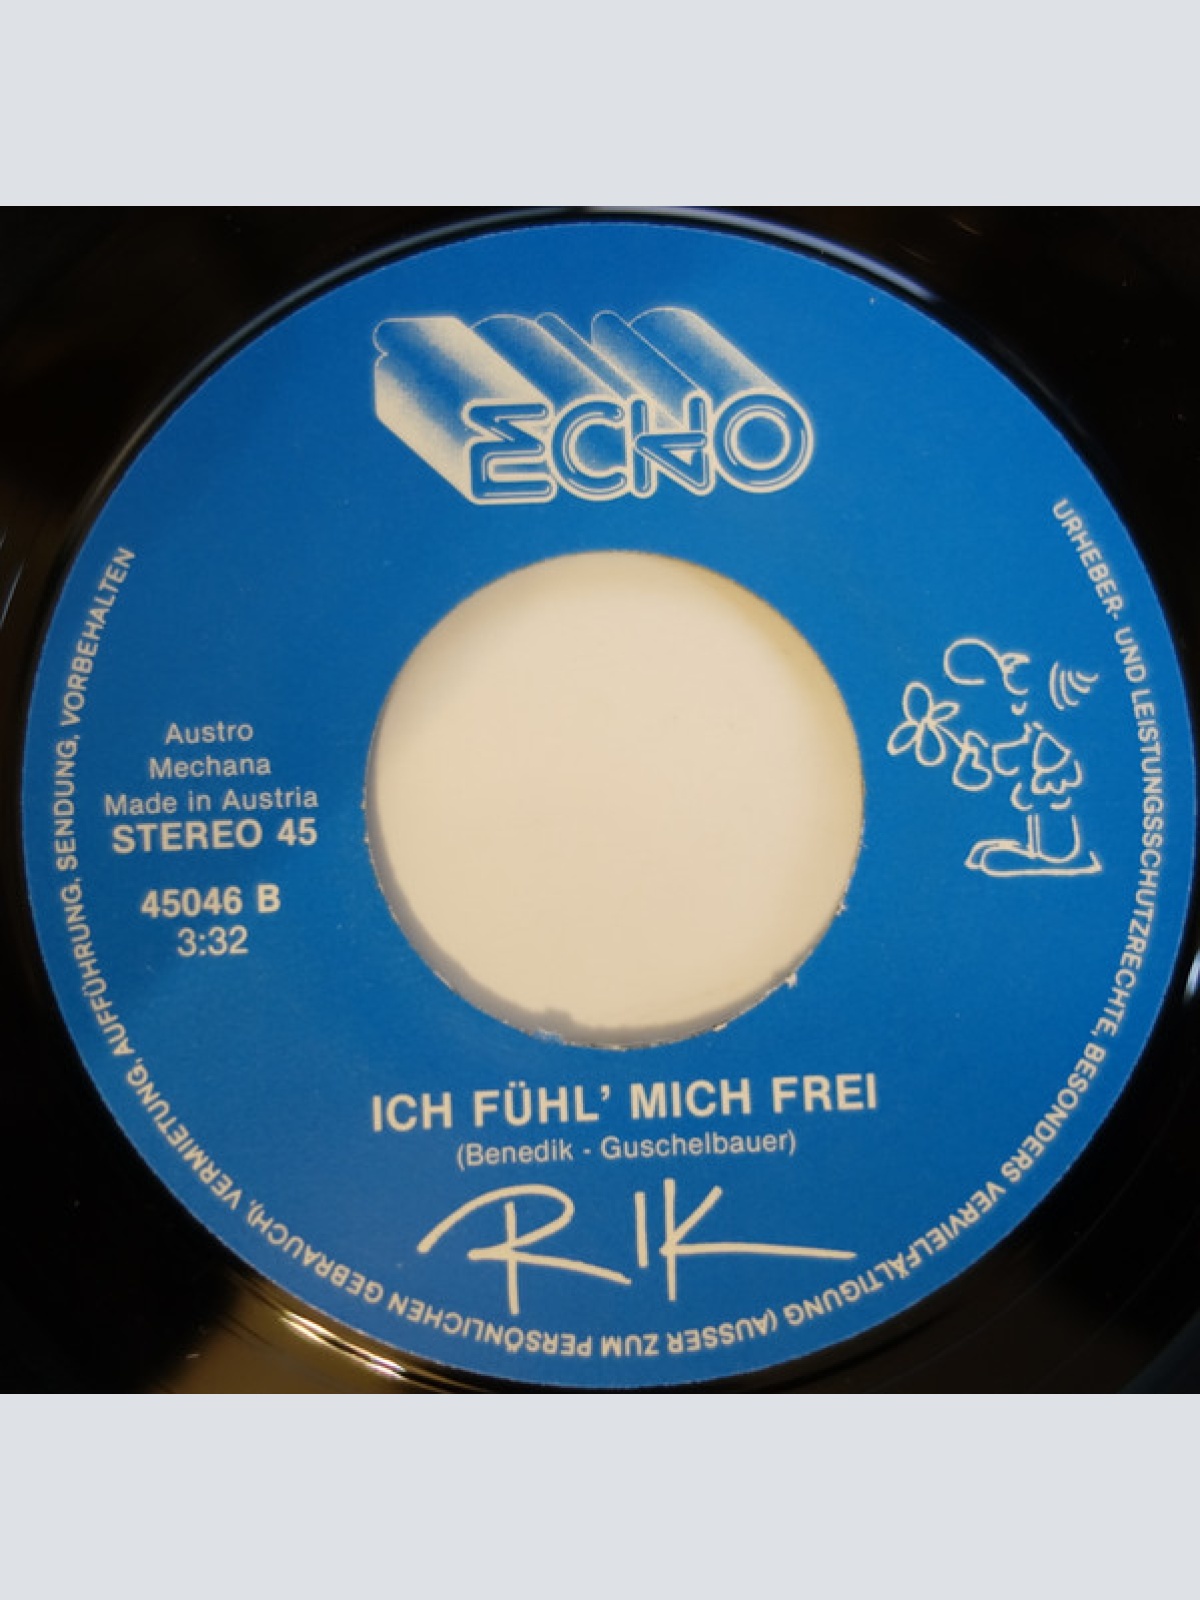 ECHO
Austro
Mechana
Made in Austria
STEREO 45
45046 B
3:32
ICH FÜHL’ MICH FREI
(Benedik - Guschelbauer)
RIK
URHEBER- UND LEISTUNGSSCHUTZRECHTE, BESONDERS VERVIELFÄLTIGUNG (AUSSER ZUM PERSÖNLICHEN GEBRAUCH), VERMIETUNG, AUFFÜHRUNG, SENDUNG, VORBEHALTEN